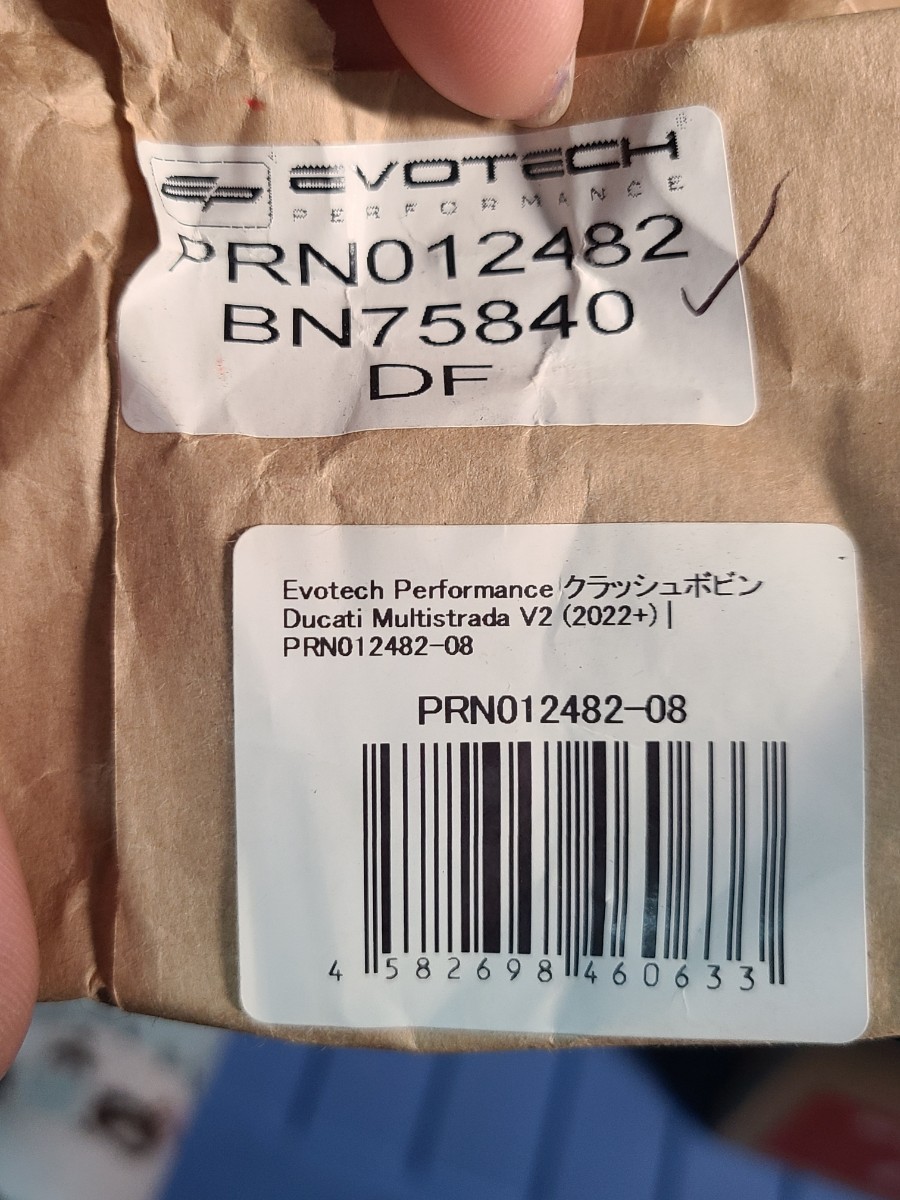 EP EVOTECH®
PERFORMANCE
PRN012482
BN75840
DF
Evotech Performance クラッシュボビン
Ducati Multistrada V2 (2022+) |
PRN012482-08
PRN012482-08
4 582698 460633